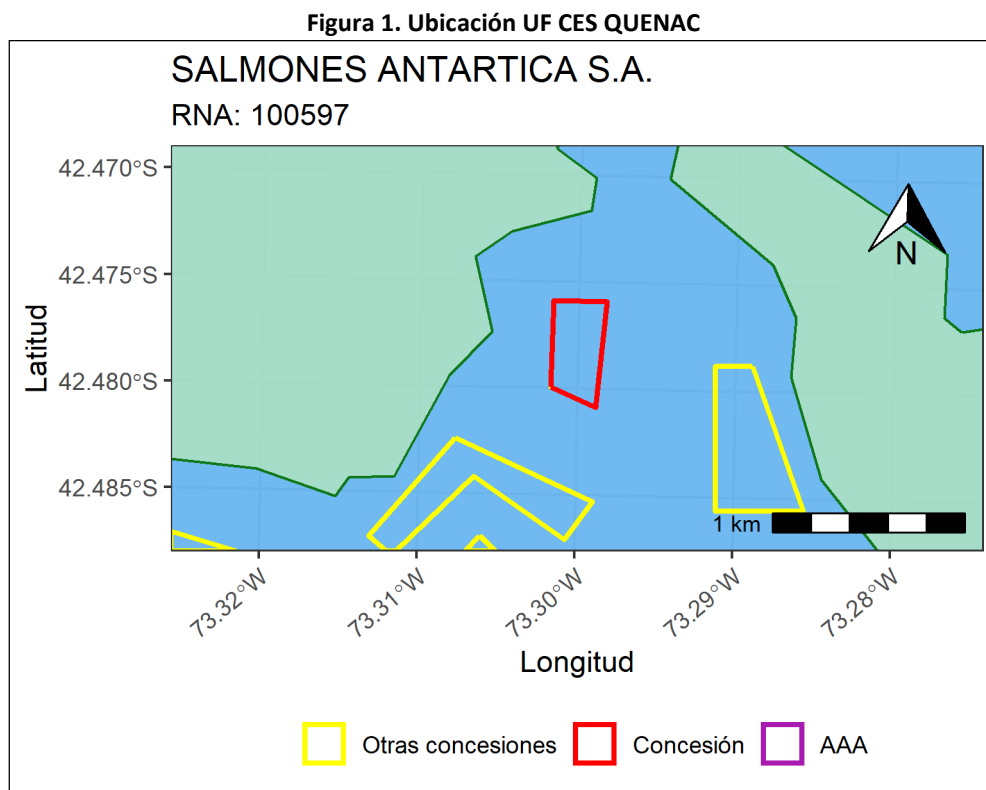 Figura 1. Ubicación UF CES QUENAC
SALMONES ANTARTICA S.A.
RNA: 100597
42.470°S
42.475°S
42.480°S
42.485°S
Latitud
N
1 km
73.32°W
73.31°W
73.30°W
73.29°W
73.28°W
Longitud
Otras concesiones
Concesión
AAA